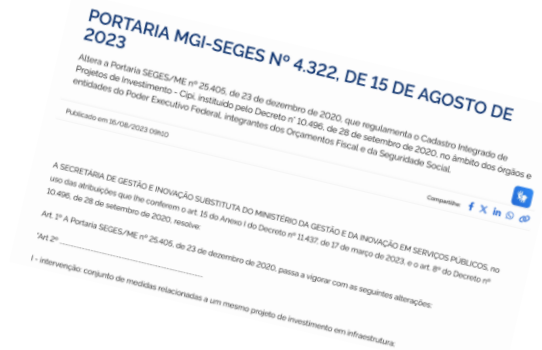 PORTARIA MGI-SEGES Nº 4.322, DE 15 DE AGOSTO DE
2023
Altera a Portaria SEGES/ME nº 25.405, de 23 de dezembro de 2020, que regulamenta o Cadastro Integrado de
Projetos de Investimento - Cipi, instituído pelo Decreto n° 10.496, de 28 de setembro de 2020, no âmbito dos órgãos e
entidades do Poder Executivo Federal, integrantes dos Orçamentos Fiscal e da Seguridade Social.
Publicado em 16/08/2023 09h10
Compartilhe:
A SECRETÁRIA DE GESTÃO E INOVAÇÃO SUBSTITUTA DO MINISTÉRIO DA GESTÃO E DA INOVAÇÃO EM SERVIÇOS PÚBLICOS, no
uso das atribuições que lhe conferem o art. 15 do Anexo I do Decreto nº 11.437, de 17 de março de 2023, e o art. 8º do Decreto nº
10.496, de 28 de setembro de 2020, resolve:
Art. 1º A Portaria SEGES/ME nº 25.405, de 23 de dezembro de 2020, passa a vigorar com as seguintes alterações:
"Art 2º ______________________________
I - intervenção: conjunto de medidas relacionadas a um mesmo projeto de investimento em infraestrutura;